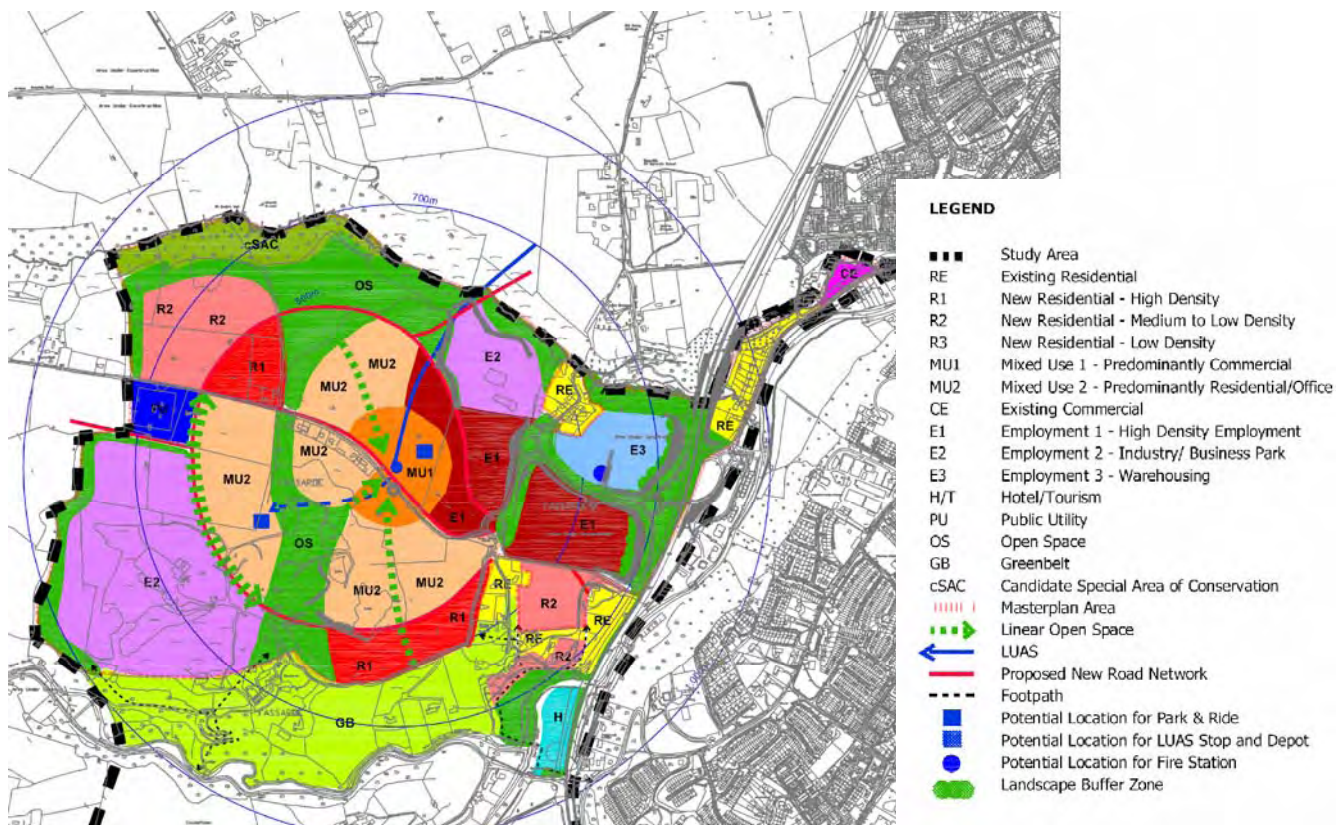 700m
cSAC
OS
CE
500m
R2
R2
E2
R1
MU2
MU2
RE
RE
E3
MU2
MU1
E1
MU2
E1
E1
OS
E2
MU2
MU2
RE
R2
RE
RE
R1
R2
R1
GB
H
LEGEND
Study Area
RE Existing Residential
R1 New Residential - High Density
R2 New Residential - Medium to Low Density
R3 New Residential - Low Density
MU1 Mixed Use 1 - Predominantly Commercial
MU2 Mixed Use 2 - Predominantly Residential/Office
CE Existing Commercial
E1 Employment 1 - High Density Employment
E2 Employment 2 - Industry/ Business Park
E3 Employment 3 - Warehousing
H/T Hotel/Tourism
PU Public Utility
OS Open Space
GB Greenbelt
cSAC Candidate Special Area of Conservation
Masterplan Area
Linear Open Space
LUAS
Proposed New Road Network
Footpath
Potential Location for Park & Ride
Potential Location for LUAS Stop and Depot
Potential Location for Fire Station
Landscape Buffer Zone